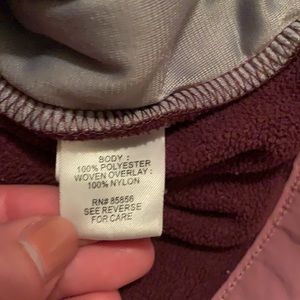 BODY :
100% POLYESTER
WOVEN OVERLAY :
100% NYLON
RN# 85856
SEE REVERSE
FOR CARE